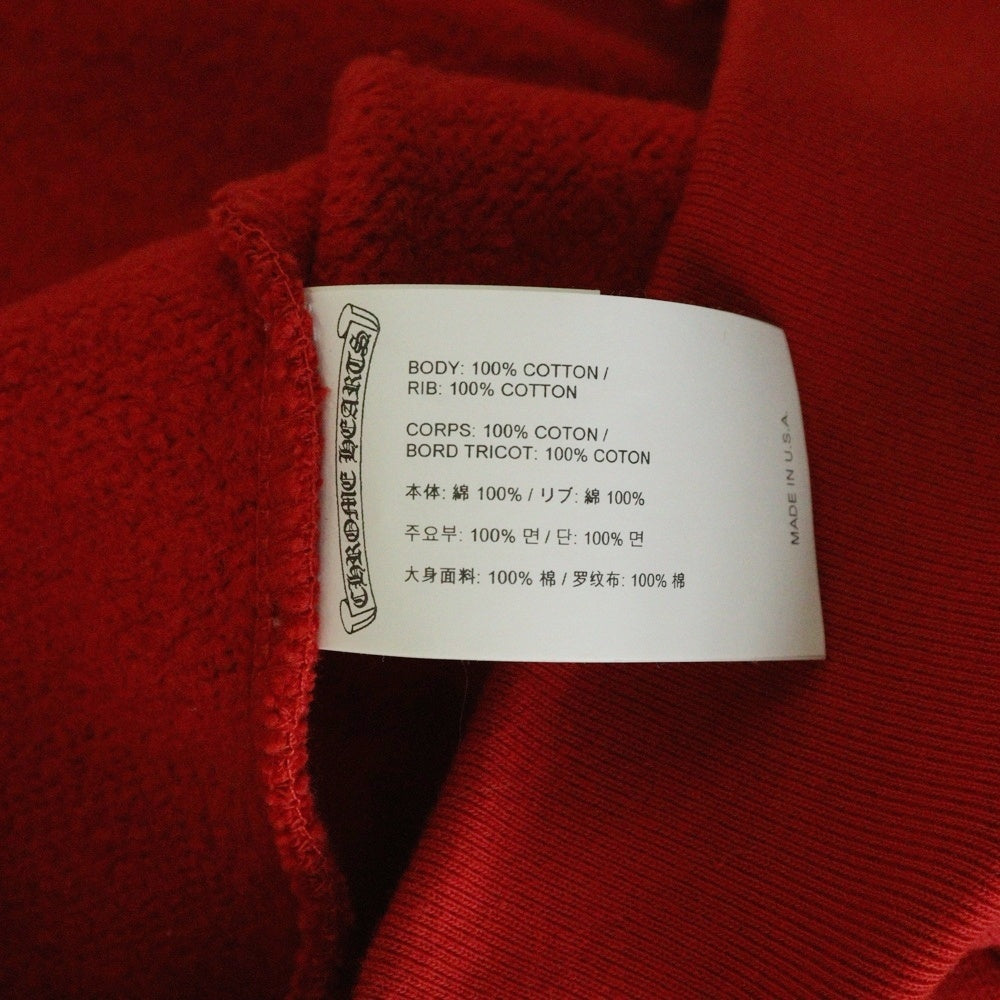 CHROME HEARTS
BODY: 100% COTTON /
RIB: 100% COTTON
CORPS: 100% COTON /
BORD TRICOT: 100% COTON
本体: 綿 100% / リブ: 綿 100%
주요부: 100% 면 / 단: 100% 면
大身面料: 100% 棉 / 罗纹布: 100% 棉
MADE IN U.S.A.